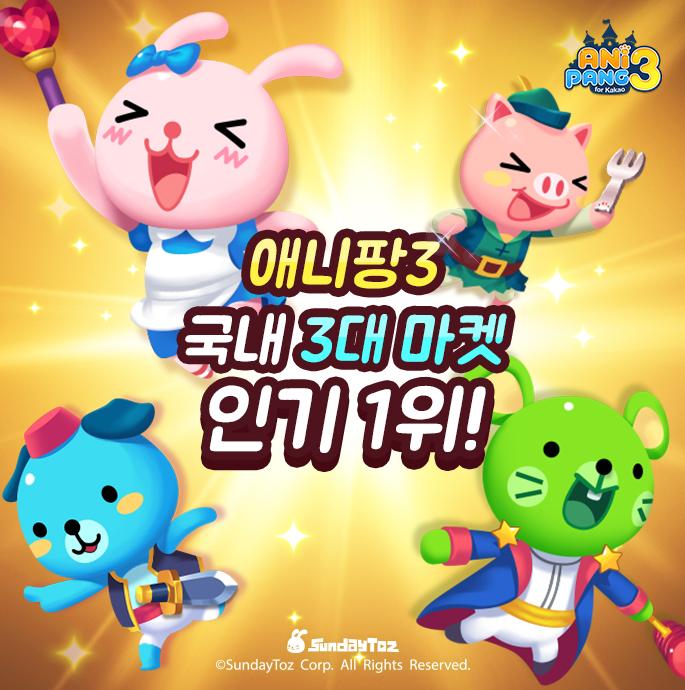 ANI
PANG3
for Kakao
애니팡3
국내 3대 마켓
인기 1위!
SundayToz
©SundayToz Corp. All Rights Reserved.